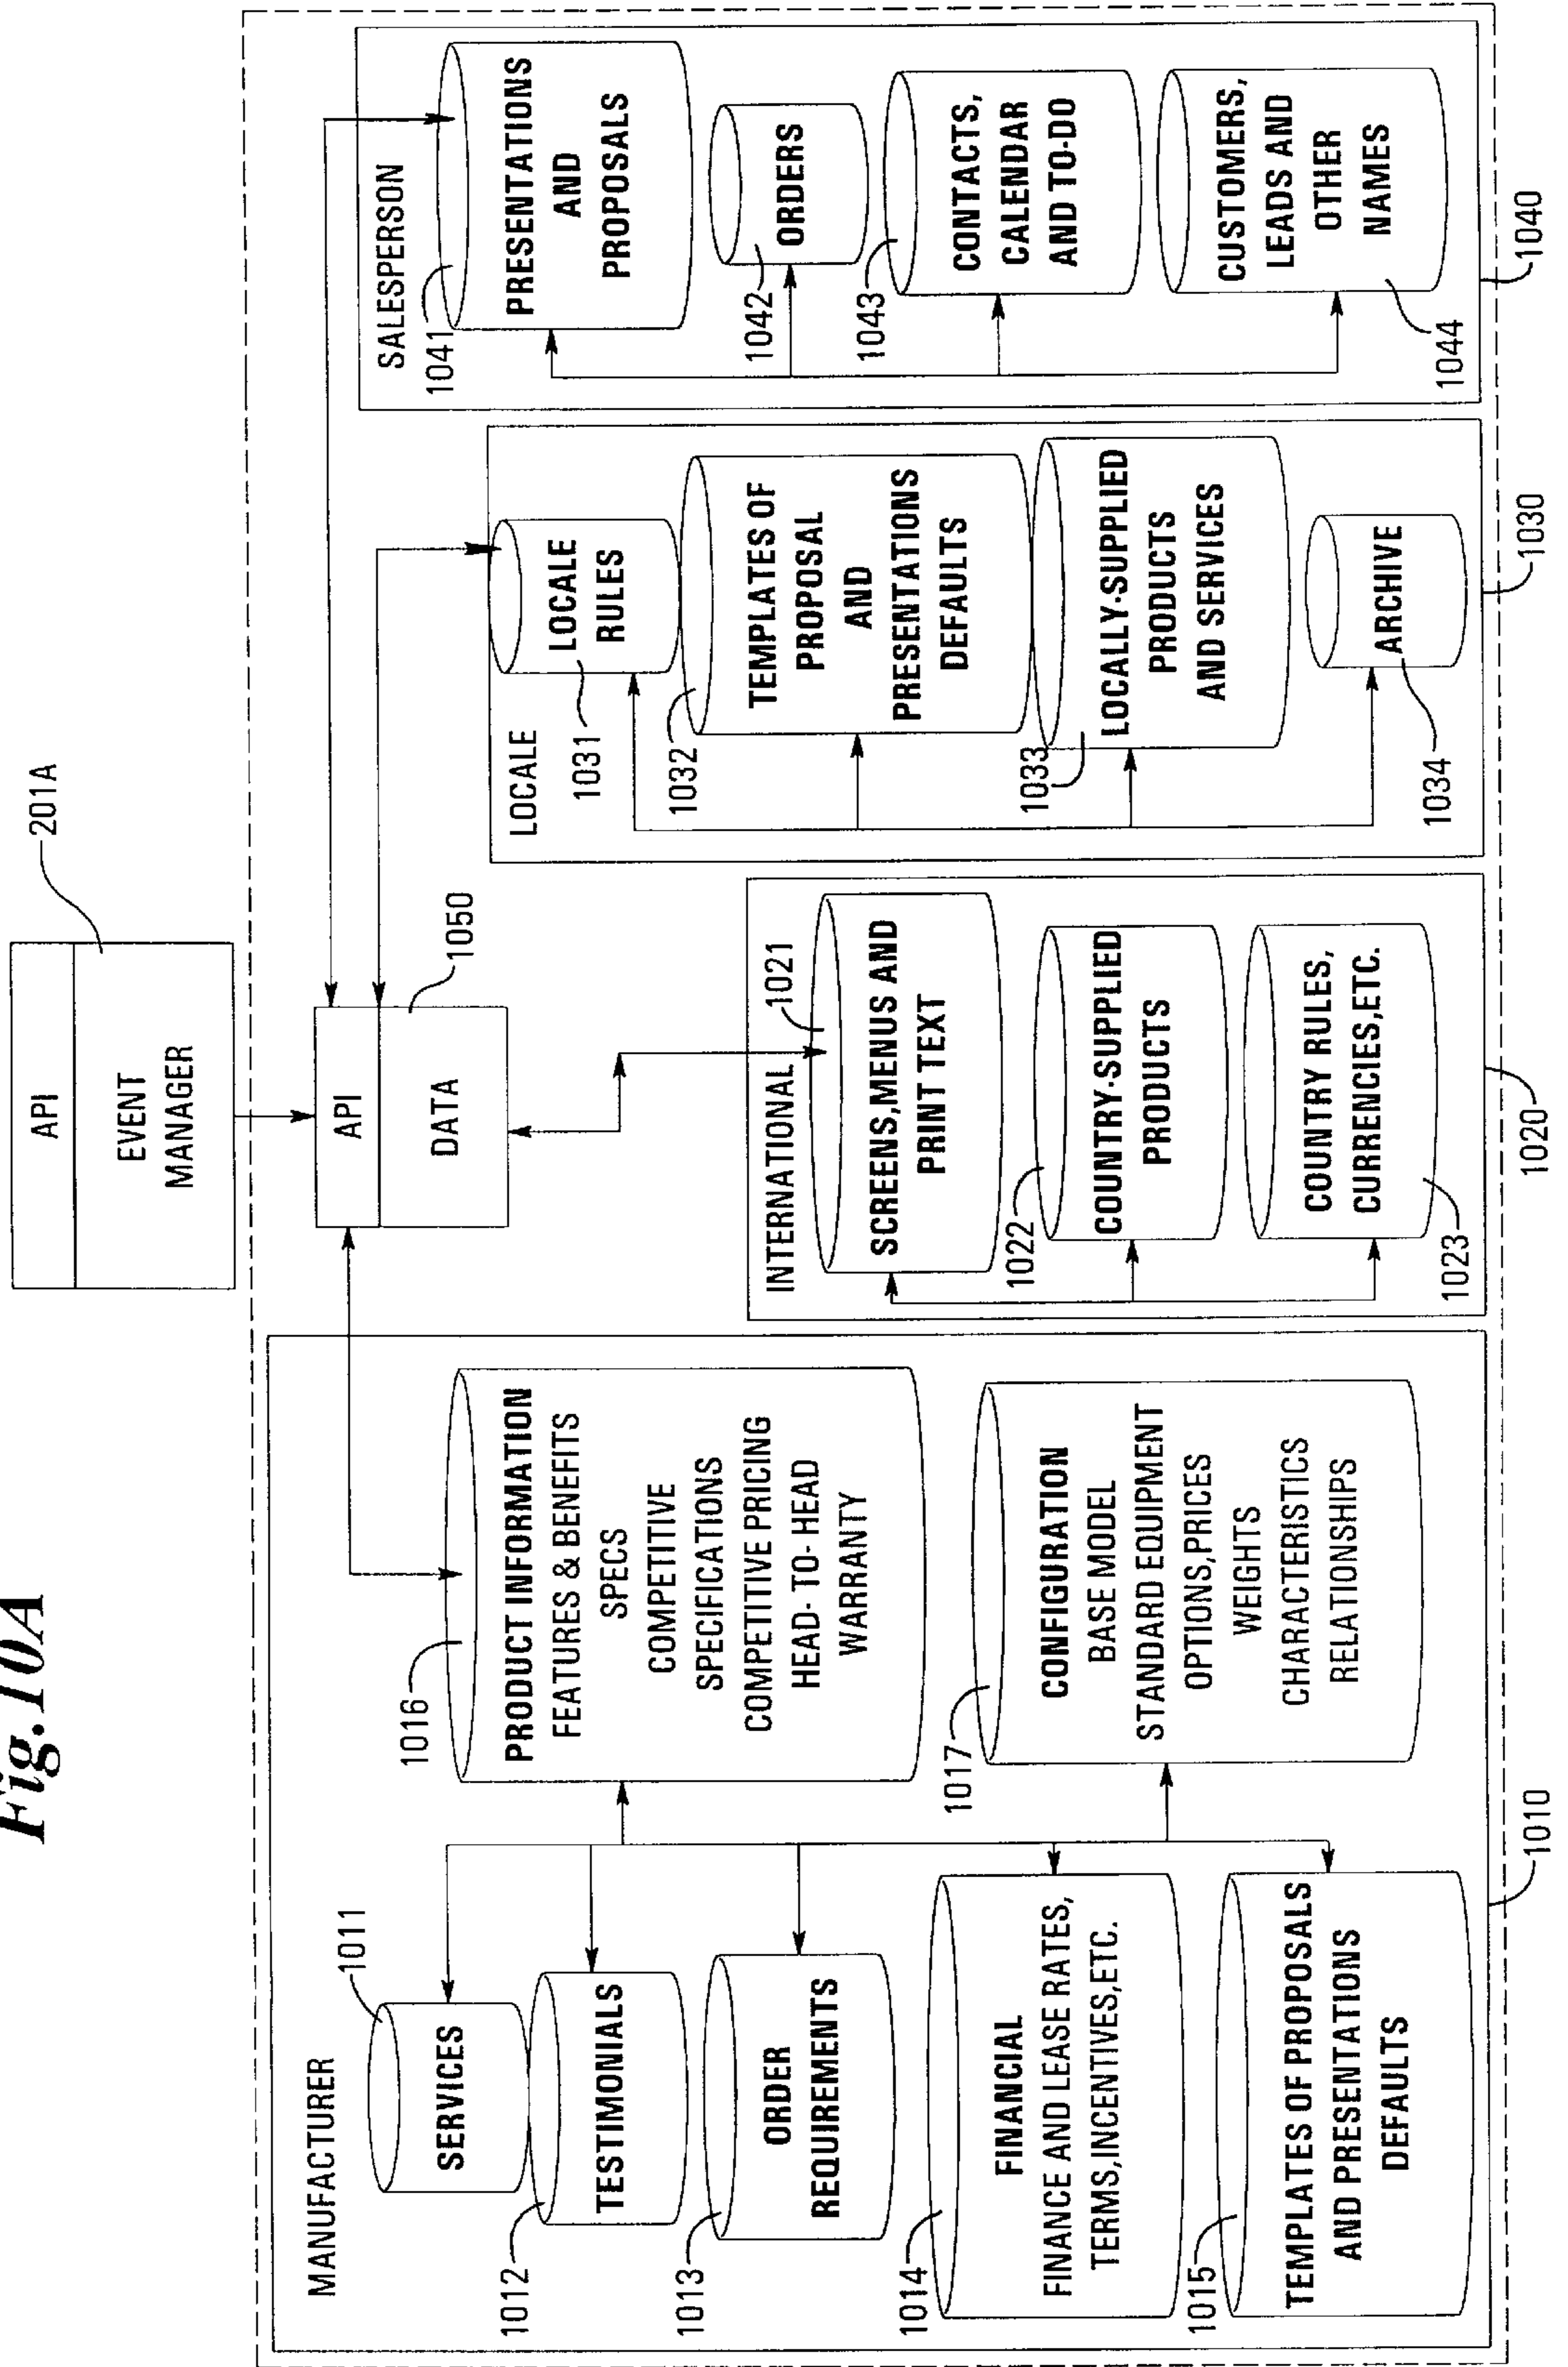 Fig.10A
API
EVENT
MANAGER
201A
API
DATA
1050
MANUFACTURER
1011
SERVICES
1012
TESTIMONIALS
1013
ORDER
REQUIREMENTS
1014
FINANCIAL
FINANCE AND LEASE RATES,
TERMS,INCENTIVES,ETC.
1015
TEMPLATES OF PROPOSALS
AND PRESENTATIONS
DEFAULTS
1016
PRODUCT INFORMATION
FEATURES & BENEFITS
SPECS
COMPETITIVE
SPECIFICATIONS
COMPETITIVE PRICING
HEAD- TO- HEAD
WARRANTY
1017
CONFIGURATION
BASE MODEL
STANDARD EQUIPMENT
OPTIONS,PRICES
WEIGHTS
CHARACTERISTICS
RELATIONSHIPS
1010
INTERNATIONAL
1021
SCREENS,MENUS AND
PRINT TEXT
1022
COUNTRY-SUPPLIED
PRODUCTS
COUNTRY RULES,
CURRENCIES,ETC.
1023
1020
LOCALE
LOCALE
RULES
1031
1032
TEMPLATES OF
PROPOSAL
AND
PRESENTATIONS
DEFAULTS
1033
LOCALLY-SUPPLIED
PRODUCTS
AND SERVICES
ARCHIVE
1034
1030
SALESPERSON
1041
PRESENTATIONS
AND
PROPOSALS
1042
ORDERS
1043
CONTACTS,
CALENDAR
AND TO-DO
CUSTOMERS,
LEADS AND
OTHER
NAMES
1044
1040